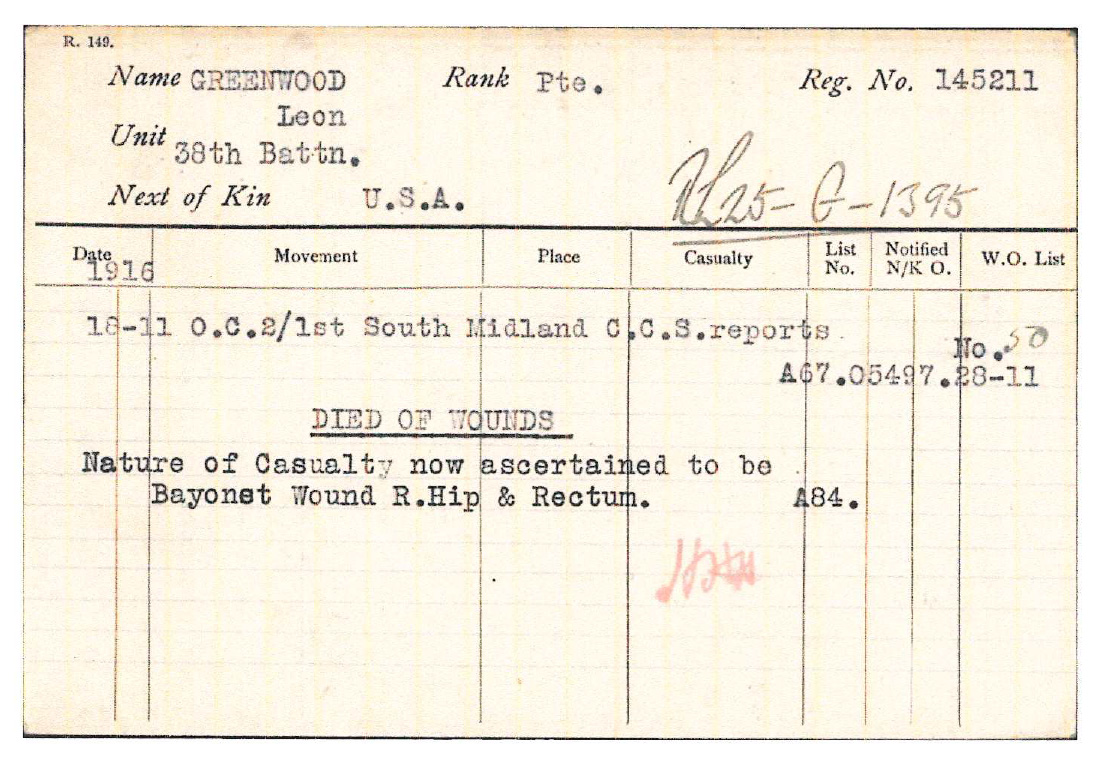 R. 149.
Name GREENWOOD Rank Pte. Reg. No. 145211
Leon
Unit 38th Battn.
Next of Kin U.S.A.
RL 25-G-1395
Date Movement Place Casualty List No. Notified N/K O. W.O. List
1916
18-11 O.C.2/1st South Midland C.C.S.reports
No. 50
A67.05497.28-11
DIED OF WOUNDS
Nature of Casualty now ascertained to be
Bayonet Wound R.Hip & Rectum. A84.